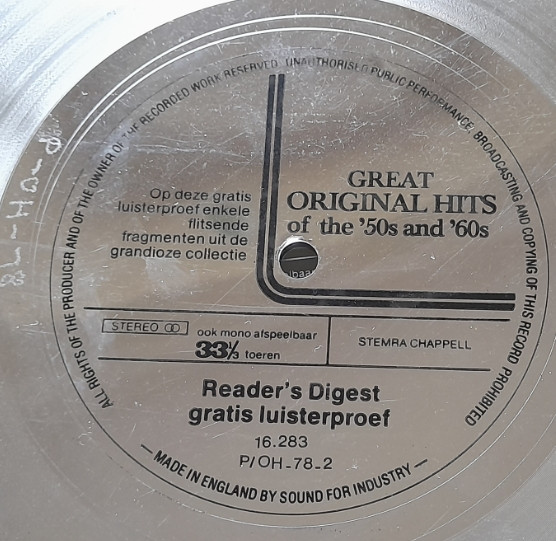 ALL RIGHTS OF THE PRODUCER AND OF THE OWNER OF THE RECORDED WORK RESERVED UNAUTHORISED PUBLIC PERFORMANCE, BROADCASTING AND COPYING OF THIS RECORD PROHIBITED
Op deze gratis
luisterproef enkele
flitsende
fragmenten uit de
grandioze collectie
GREAT
ORIGINAL HITS
of the '50s and '60s
STEREO
ook mono afspeelbaar
33⅓ toeren
STEMRA CHAPPELL
Reader's Digest
gratis luisterproef
16.283
P/OH-78-2
— MADE IN ENGLAND BY SOUND FOR INDUSTRY —